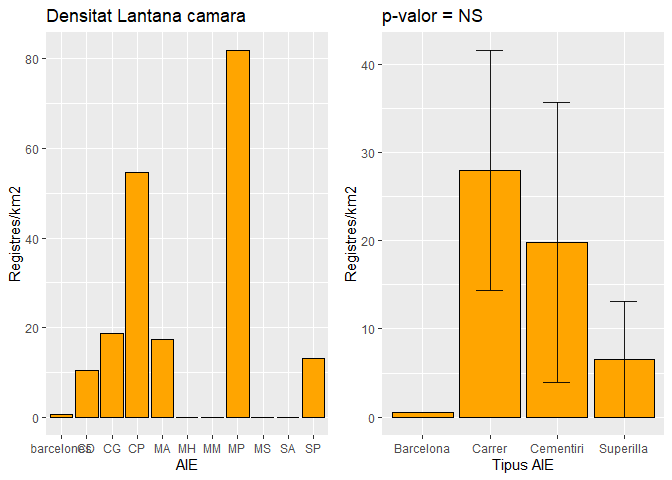 Densitat Lantana camara
Registres/km2
80
60
40
20
0
barcelones CD CG CP MA MH MM MP MS SA SP
AIE
p-valor = NS
Registres/km2
40
30
20
10
0
Barcelona Carrer Cementiri Superilla
Tipus AIE